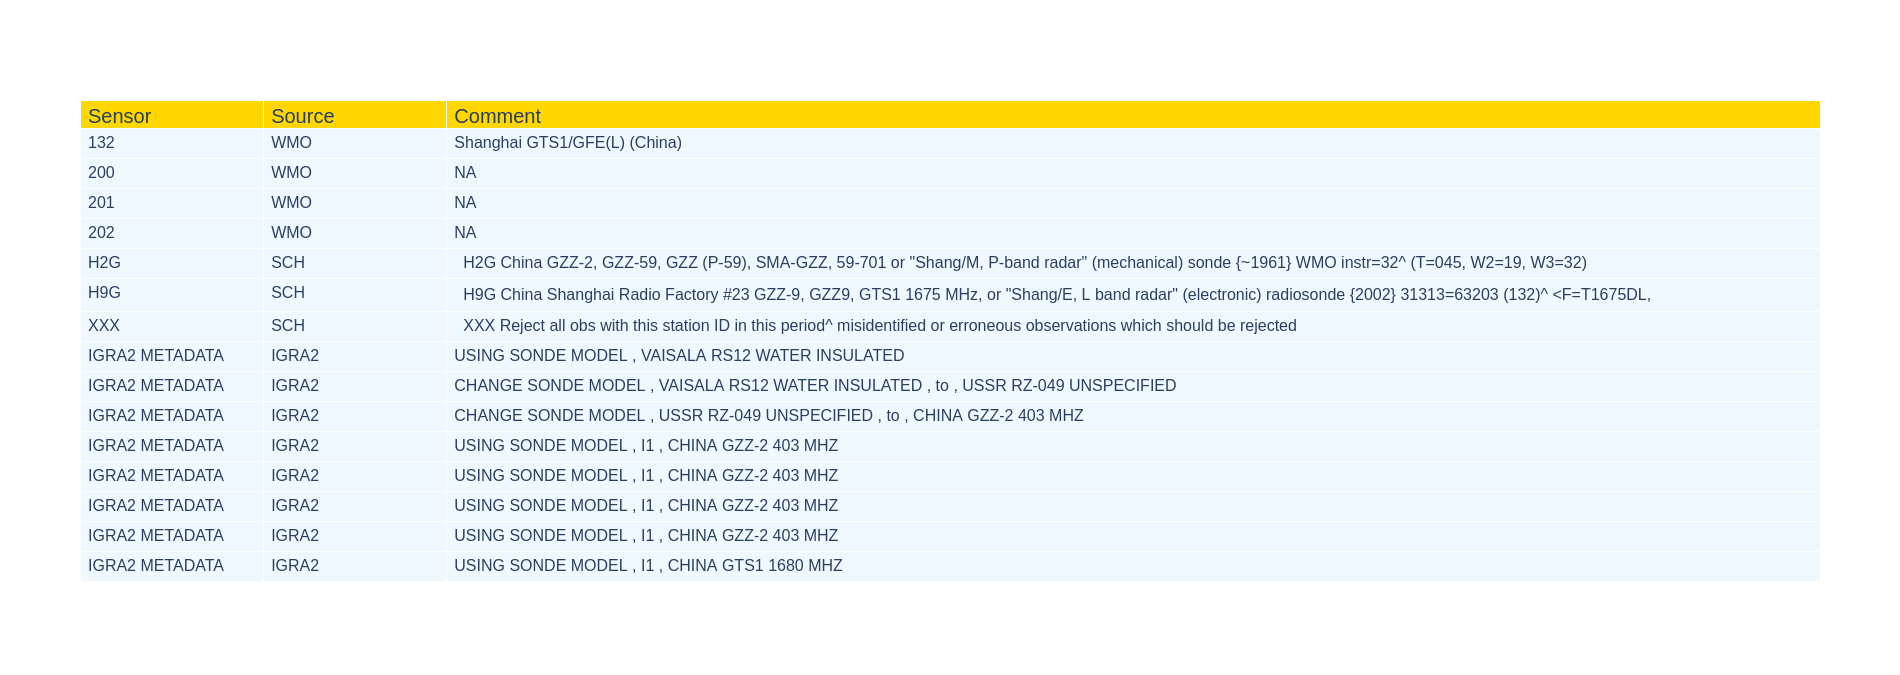 Sensor Source Comment
132 WMO Shanghai GTS1/GFE(L) (China)
200 WMO NA
201 WMO NA
202 WMO NA
H2G SCH H2G China GZZ-2, GZZ-59, GZZ (P-59), SMA-GZZ, 59-701 or "Shang/M, P-band radar" (mechanical) sonde {~1961} WMO instr=32^ (T=045, W2=19, W3=32)
H9G SCH H9G China Shanghai Radio Factory #23 GZZ-9, GZZ9, GTS1 1675 MHz, or "Shang/E, L band radar" (electronic) radiosonde {2002} 31313=63203 (132)^ <F=T1675DL,
XXX SCH XXX Reject all obs with this station ID in this period^ misidentified or erroneous observations which should be rejected
IGRA2 METADATA IGRA2 USING SONDE MODEL , VAISALA RS12 WATER INSULATED
IGRA2 METADATA IGRA2 CHANGE SONDE MODEL , VAISALA RS12 WATER INSULATED , to , USSR RZ-049 UNSPECIFIED
IGRA2 METADATA IGRA2 CHANGE SONDE MODEL , USSR RZ-049 UNSPECIFIED , to , CHINA GZZ-2 403 MHZ
IGRA2 METADATA IGRA2 USING SONDE MODEL , I1 , CHINA GZZ-2 403 MHZ
IGRA2 METADATA IGRA2 USING SONDE MODEL , I1 , CHINA GZZ-2 403 MHZ
IGRA2 METADATA IGRA2 USING SONDE MODEL , I1 , CHINA GZZ-2 403 MHZ
IGRA2 METADATA IGRA2 USING SONDE MODEL , I1 , CHINA GZZ-2 403 MHZ
IGRA2 METADATA IGRA2 USING SONDE MODEL , I1 , CHINA GTS1 1680 MHZ